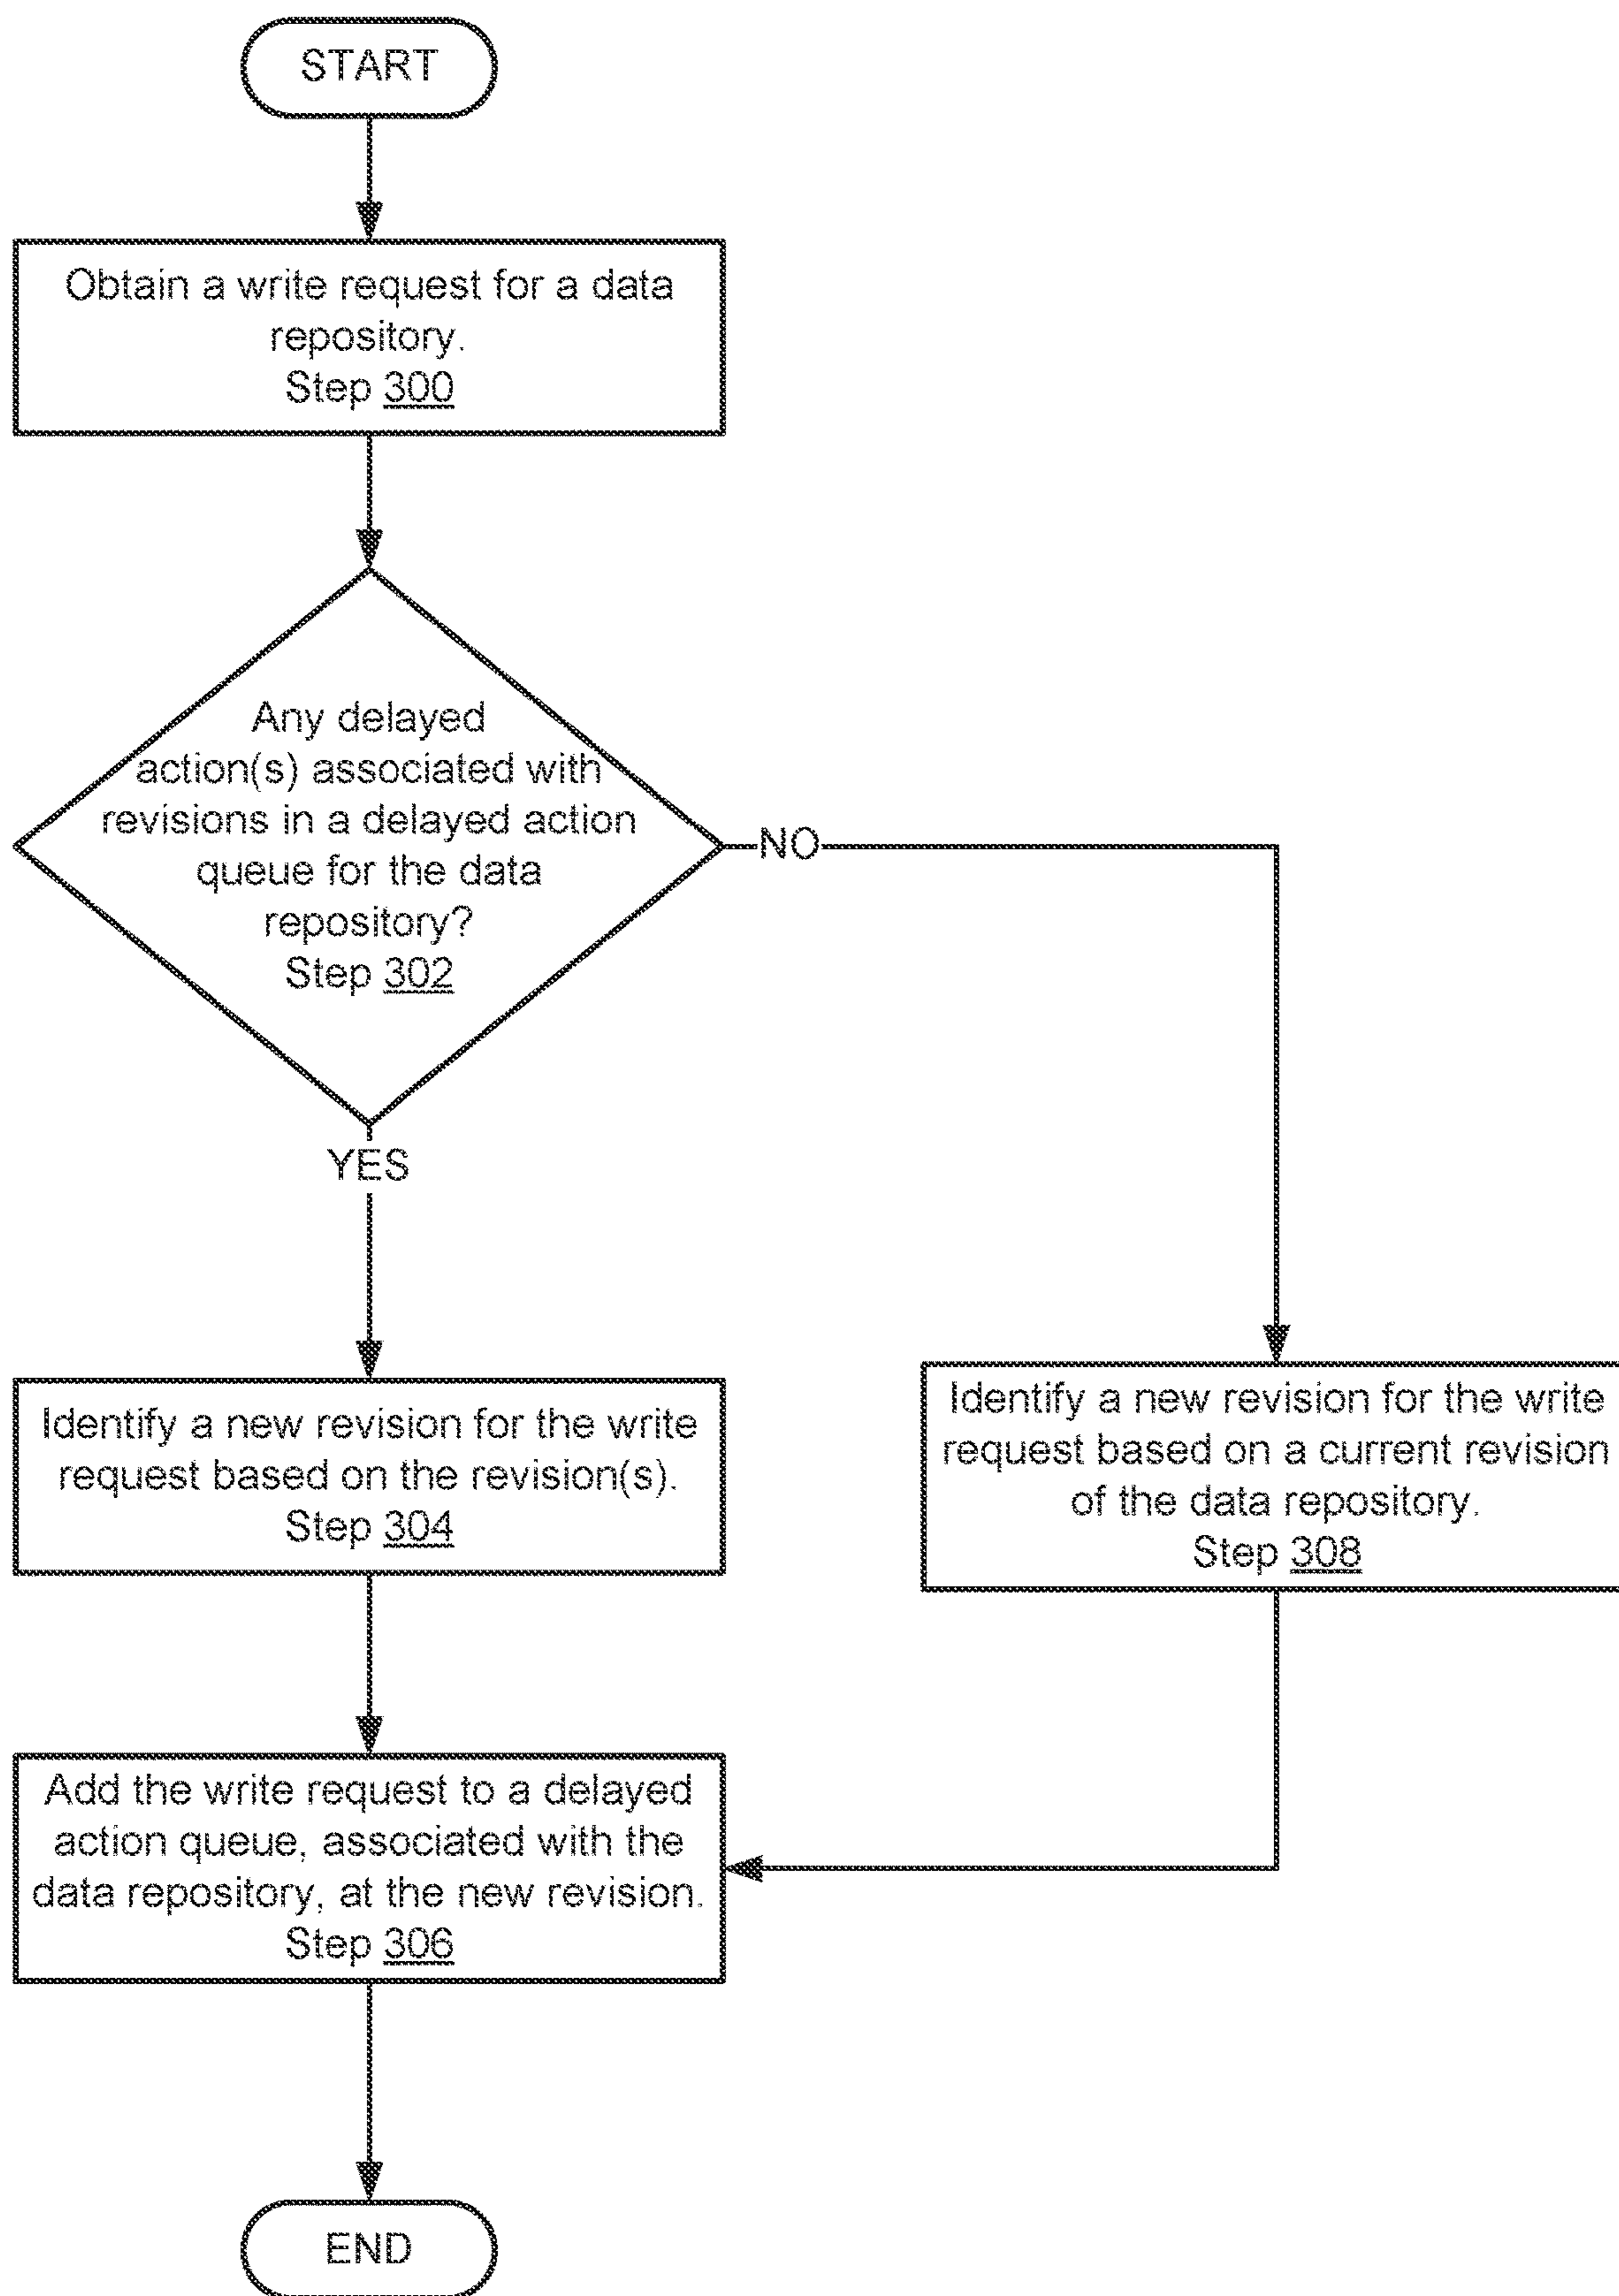 START
Obtain a write request for a data
repository.
Step 300
Any delayed
action(s) associated with
revisions in a delayed action
queue for the data
repository?
Step 302
NO
YES
Identify a new revision for the write
request based on the revision(s).
Step 304
Identify a new revision for the write
request based on a current revision
of the data repository.
Step 308
Add the write request to a delayed
action queue, associated with the
data repository, at the new revision.
Step 306
END